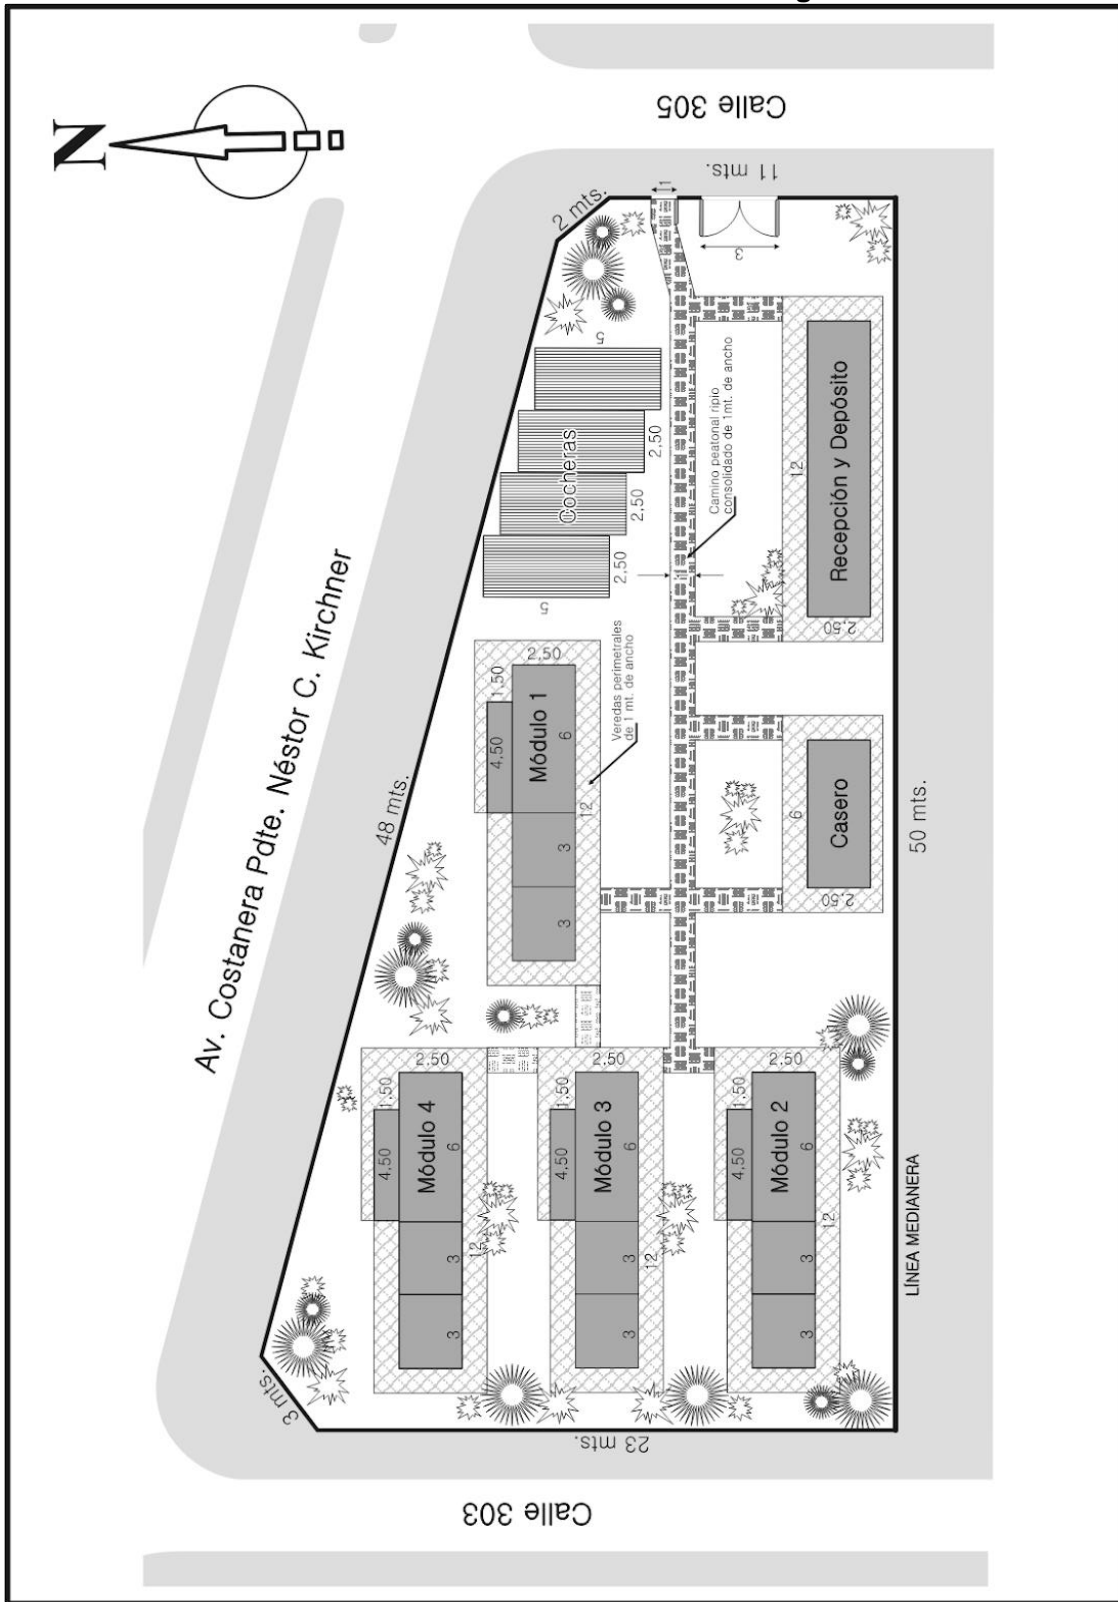 N
Calle 305
11 mts.
2 mts.
1
3
5
Cocheras
2.50
2.50
2.50
5
Camino peatonal ripio
consolidado de 1mt. de ancho
1
12
Recepción y Depósito
2.50
Av. Costanera Pdte. Néstor C. Kirchner
48 mts.
2.50
1.50
4.50
Módulo 1
6
12
3
3
Veredas perimetrales
de 1 mt. de ancho
6
Casero
2.50
50 mts.
2.50
1.50
4.50
Módulo 4
6
12
3
3
2.50
1.50
4.50
Módulo 3
6
12
3
3
2.50
1.50
4.50
Módulo 2
6
12
3
3
LÍNEA MEDIANERA
3 mts.
23 mts.
Calle 303